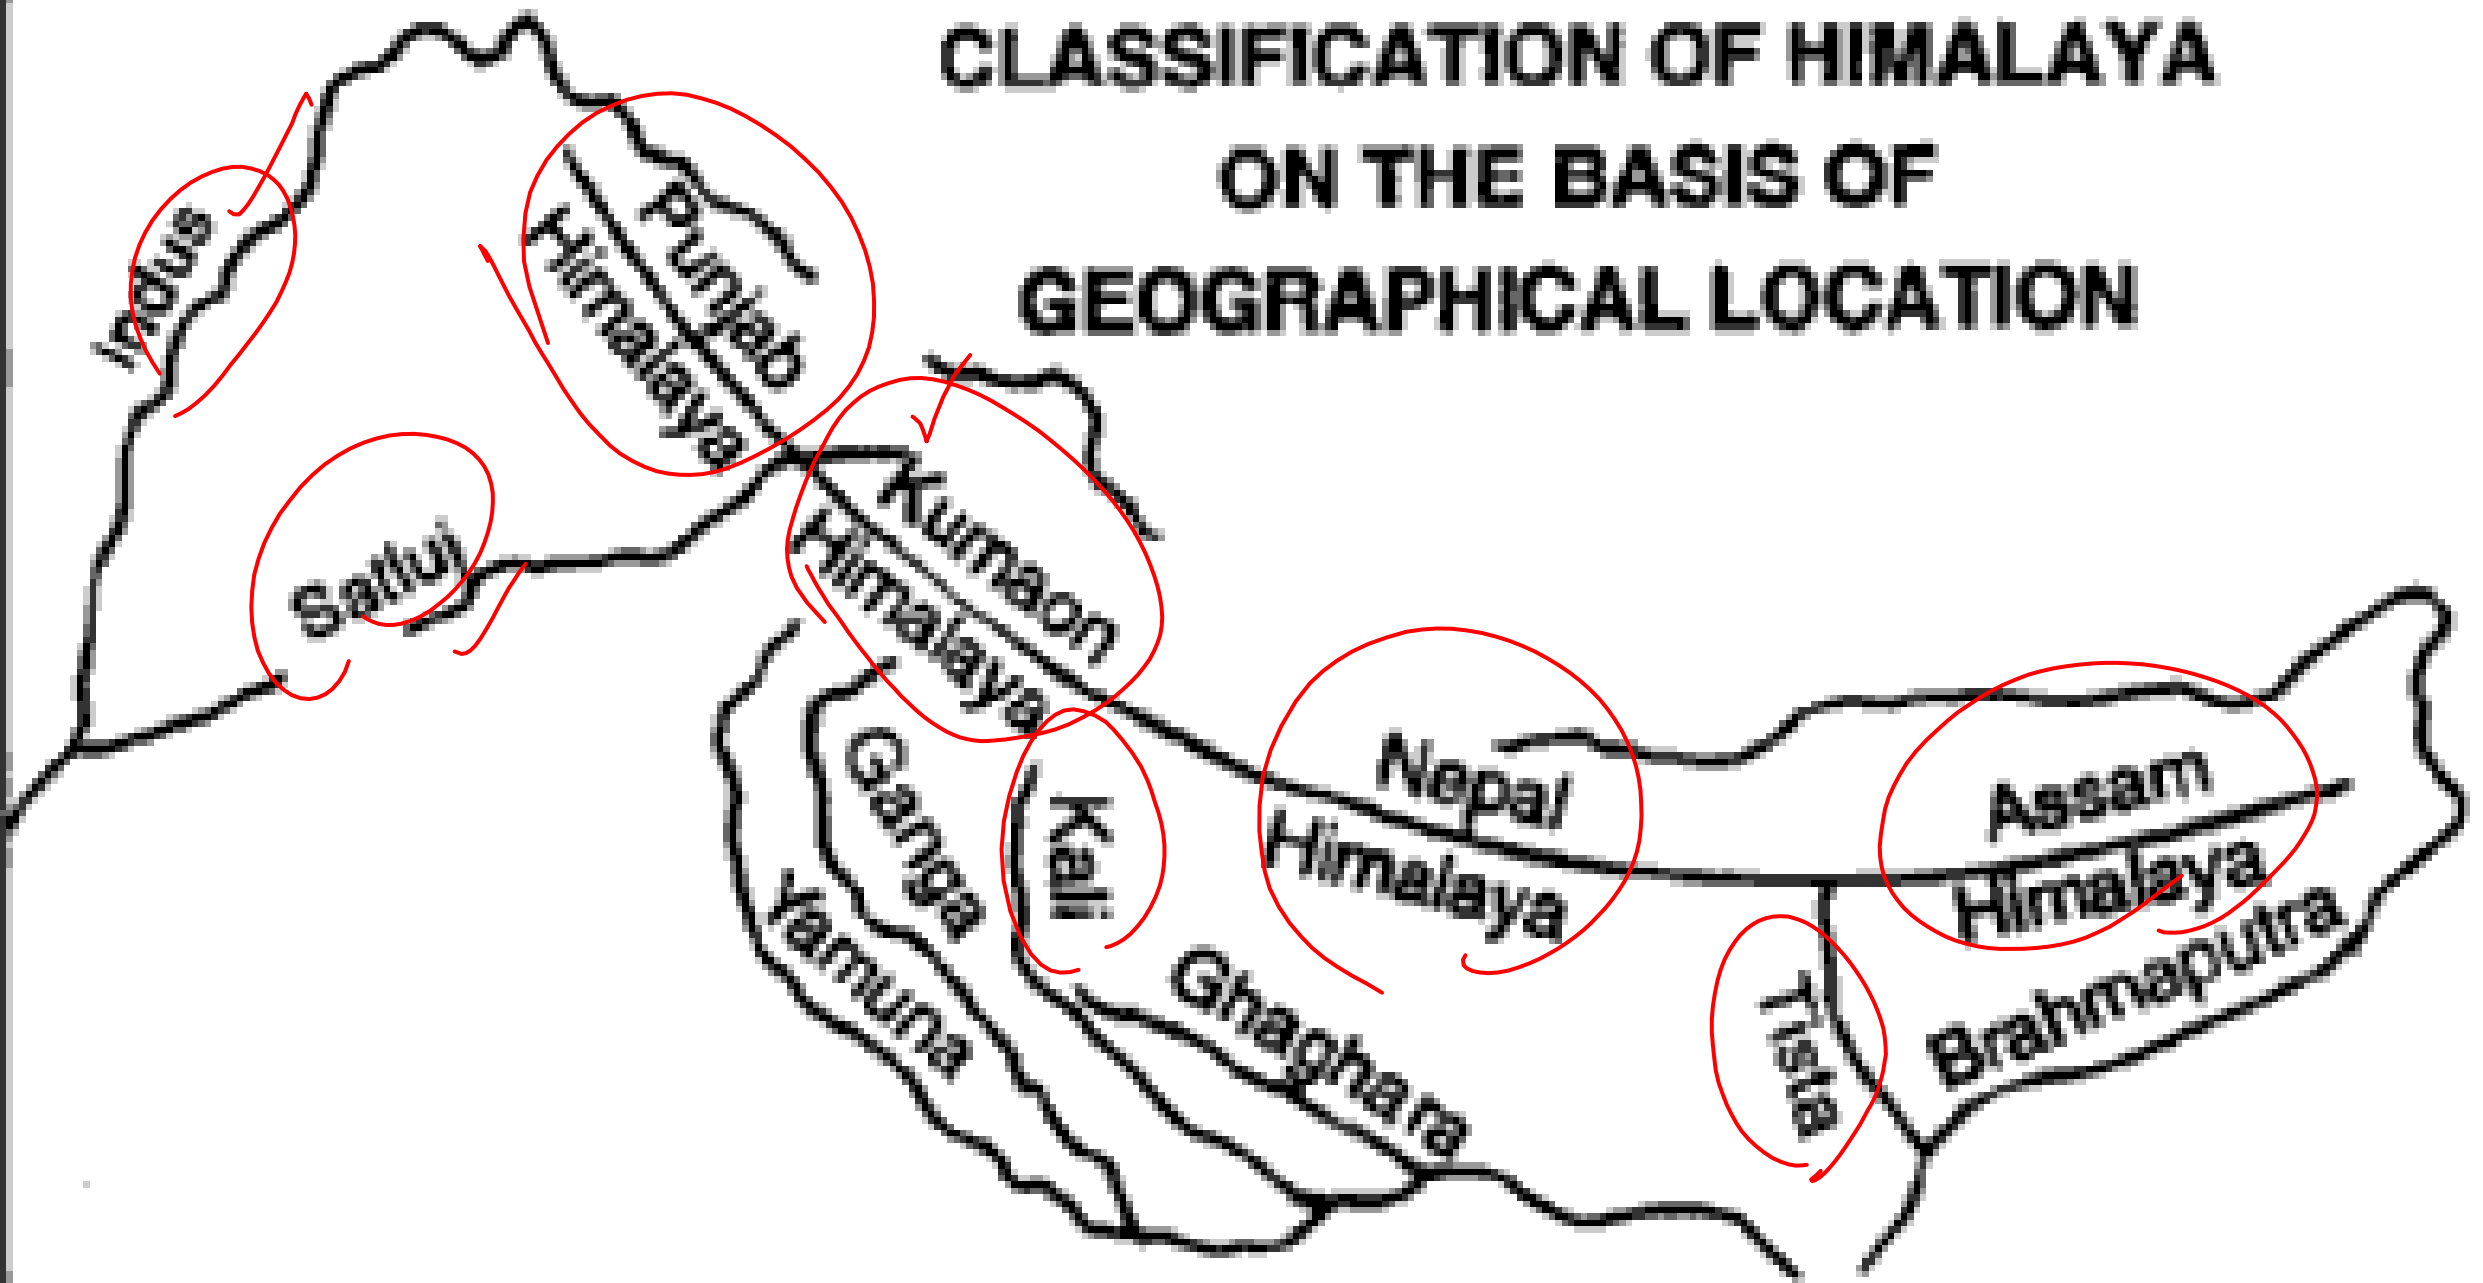 CLASSIFICATION OF HIMALAYA
ON THE BASIS OF
GEOGRAPHICAL LOCATION
Indus
Punjab
Himalaya
Satluj
Kumaon
Himalaya
Ganga
Yamuna
Kali
Ghaghara
Nepal
Himalaya
Assam
Himalaya
Tista
Brahmaputra